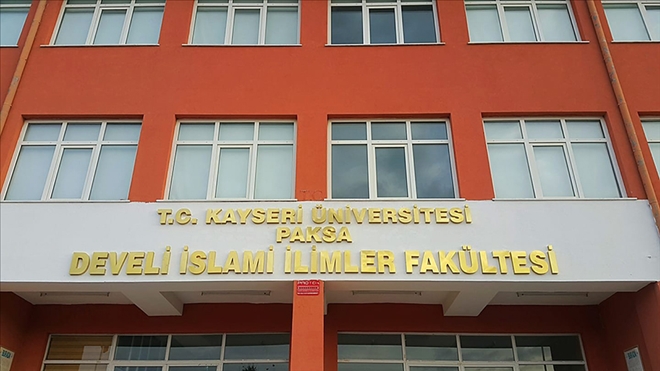 T.C. KAYSERİ ÜNİVERSİTESİ
PAKSA
DEVELİ İSLAMİ İLİMLER FAKÜLTESİ